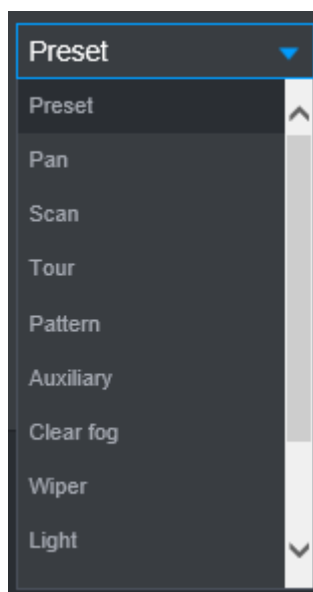 Preset
Preset
Pan
Scan
Tour
Pattern
Auxiliary
Clear fog
Wiper
Light